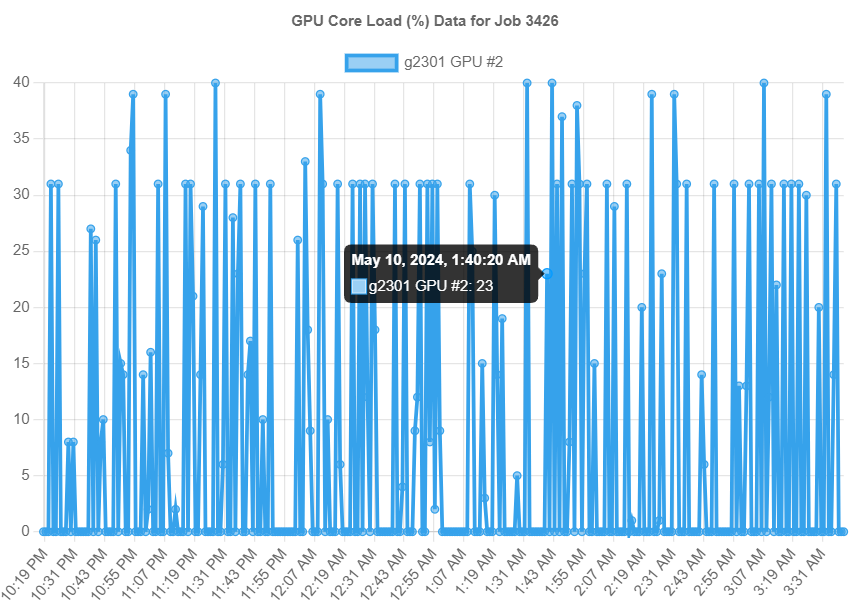 GPU Core Load (%) Data for Job 3426
g2301 GPU #2
40
35
30
25
20
15
10
5
0
May 10, 2024, 1:40:20 AM
g2301 GPU #2: 23
10:19 PM
10:31 PM
10:43 PM
10:55 PM
11:07 PM
11:19 PM
11:31 PM
11:43 PM
11:55 PM
12:07 AM
12:19 AM
12:31 AM
12:43 AM
12:55 AM
1:07 AM
1:19 AM
1:31 AM
1:43 AM
1:55 AM
2:07 AM
2:19 AM
2:31 AM
2:43 AM
2:55 AM
3:07 AM
3:19 AM
3:31 AM